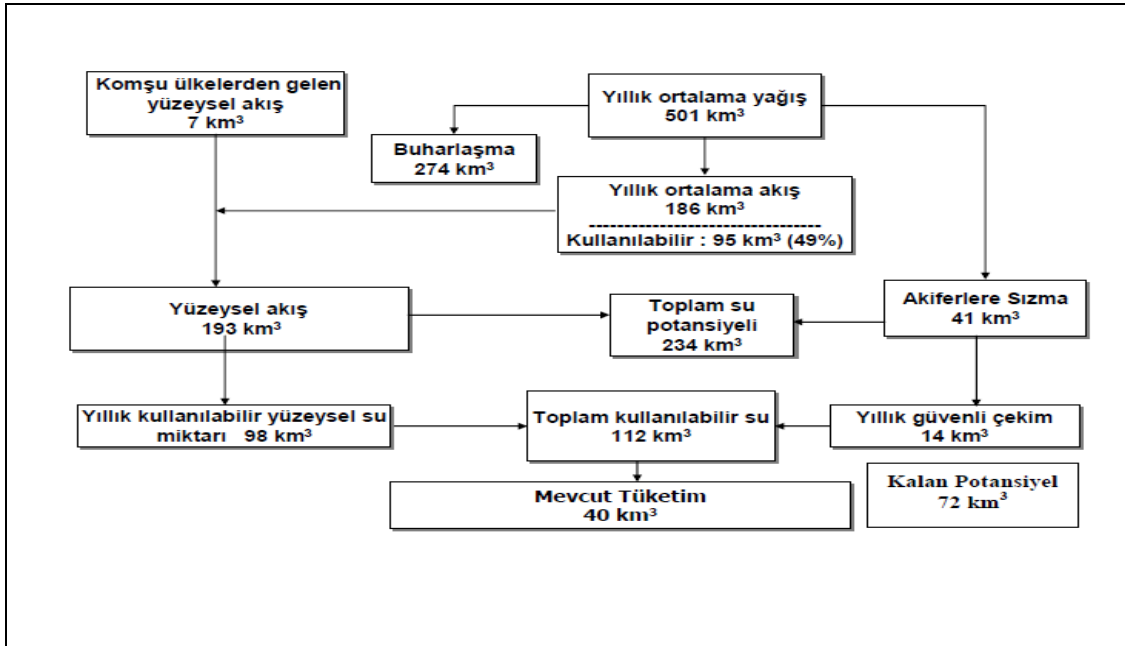 Komşu ülkelerden gelen
yüzeysel akış
7 km³
Yıllık ortalama yağış
501 km³
Buharlaşma
274 km³
Yıllık ortalama akış
186 km³
--------------------------------
Kullanılabilir : 95 km³ (49%)
Yüzeysel akış
193 km³
Toplam su
potansiyeli
234 km³
Akiferlere Sızma
41 km³
Yıllık kullanılabilir yüzeysel su
miktarı 98 km³
Toplam kullanılabilir su
112 km³
Yıllık güvenli çekim
14 km³
Mevcut Tüketim
40 km³
Kalan Potansiyel
72 km³